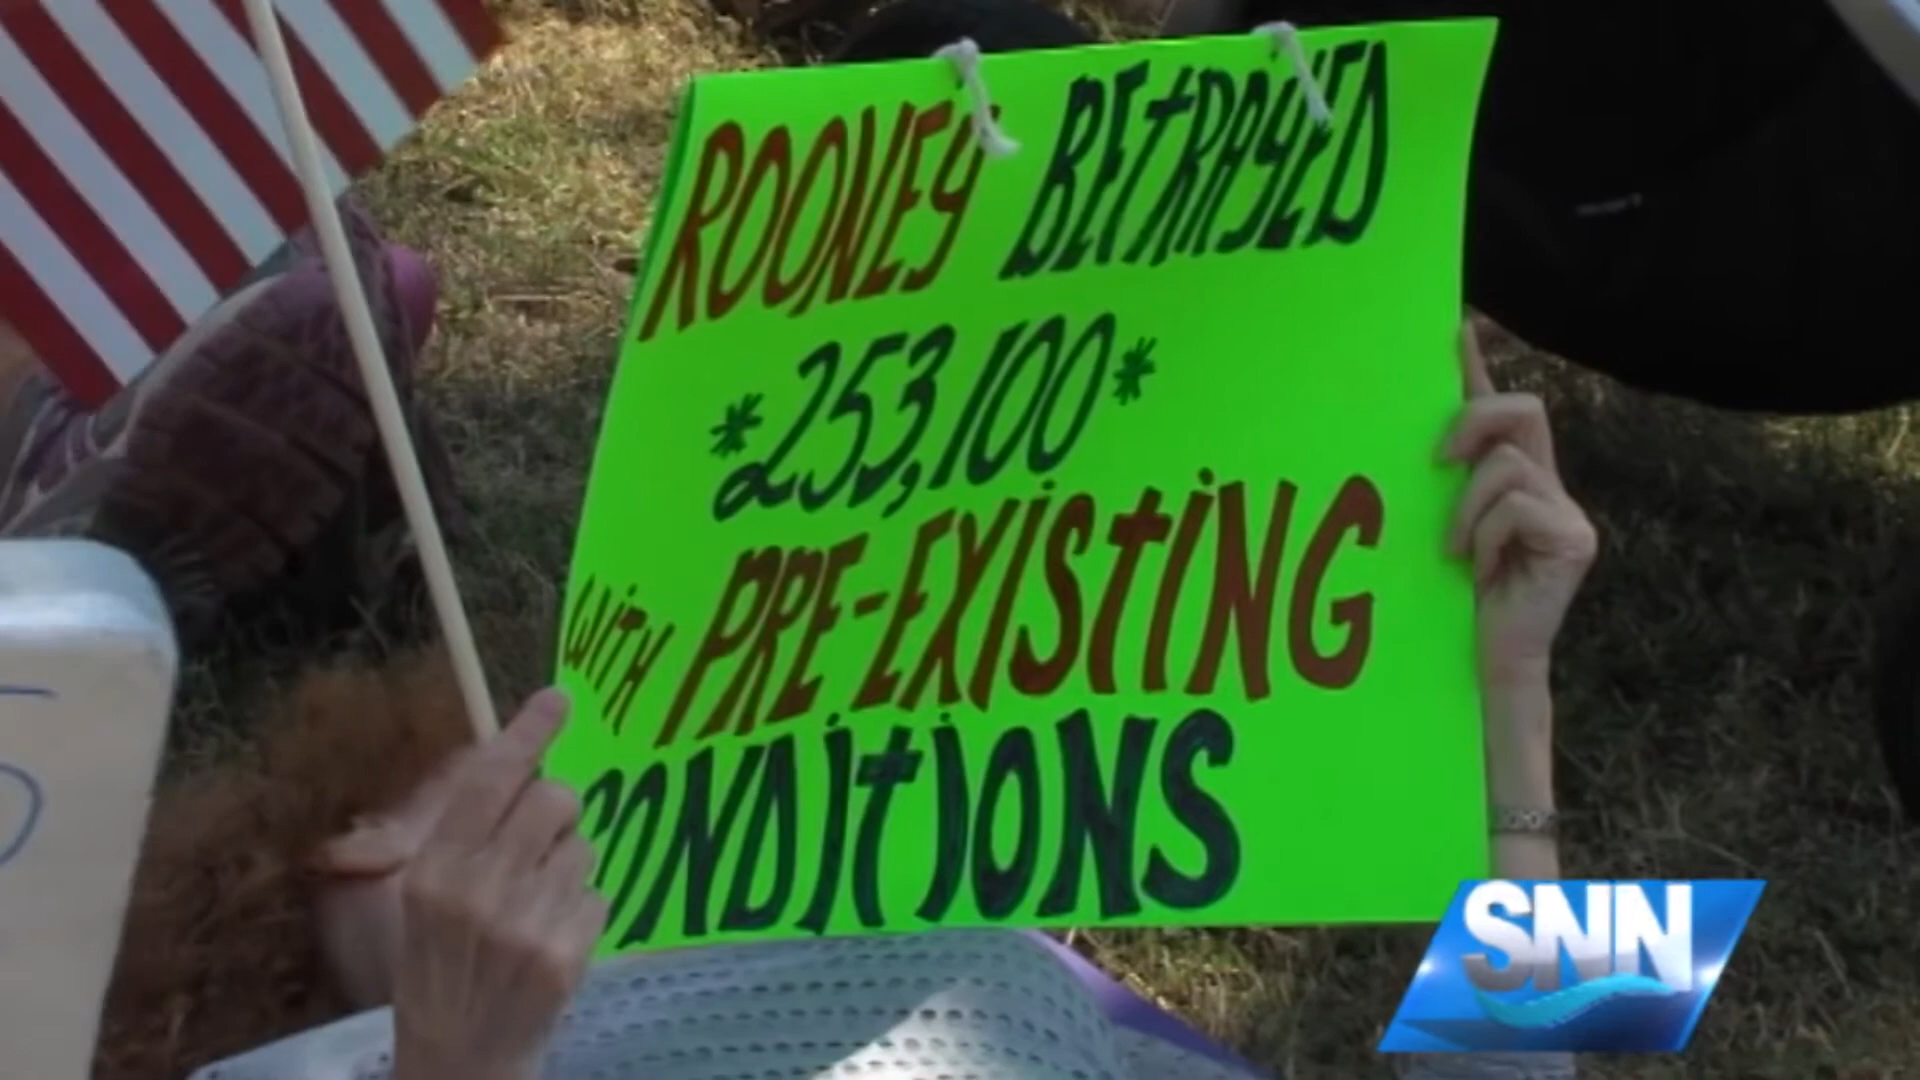 ROONEY BETRAYED
*253,100*
WITH PRE-EXISTING
CONDITIONS
SNN